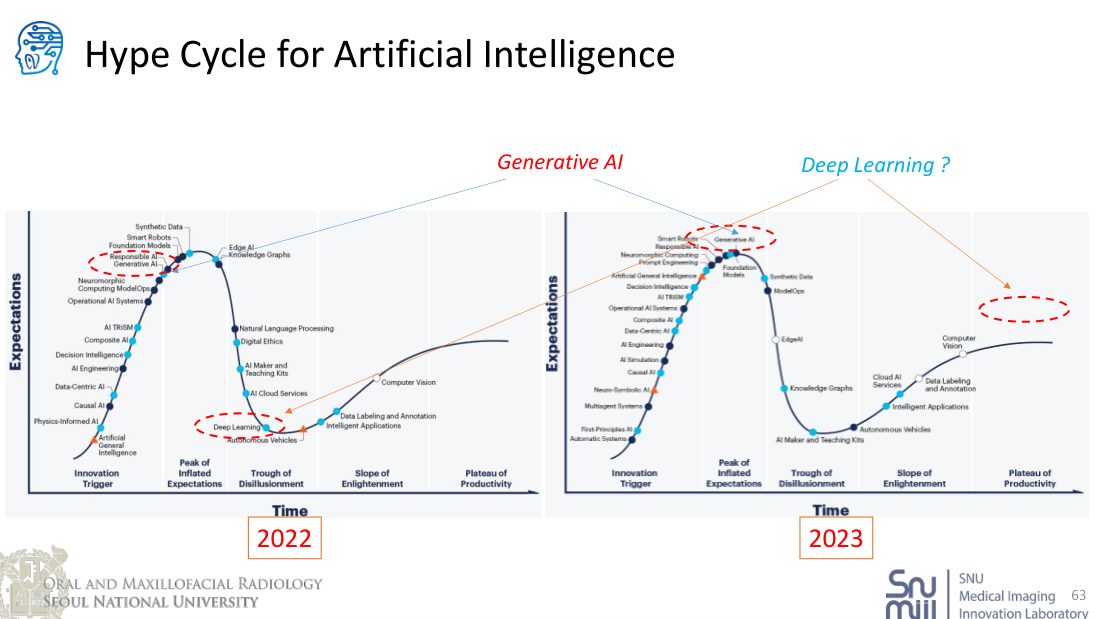 Hype Cycle for Artificial Intelligence
Generative AI
Deep Learning ?
Expectations
Synthetic Data
Smart Robots
Foundation Models
Responsible AI
Generative AI
Neuromorphic
Computing ModelOps
Operational AI Systems
AI TRiSM
Composite AI
Decision Intelligence
AI Engineering
Data-Centric AI
Causal AI
Physics-Informed AI
Artificial
General
Intelligence
Edge AI
Knowledge Graphs
Natural Language Processing
Digital Ethics
AI Maker and
Teaching Kits
AI Cloud Services
Deep Learning
Autonomous Vehicles
Computer Vision
Data Labeling and Annotation
Intelligent Applications
Innovation
Trigger
Peak of
Inflated
Expectations
Trough of
Disillusionment
Slope of
Enlightenment
Plateau of
Productivity
Time
2022
Expectations
Smart Robots
Responsible AI
Neuromorphic Computing
Prompt Engineering
Artificial General Intelligence
Decision Intelligence
AI TRiSM
Operational AI Systems
Composite AI
Data-Centric AI
AI Engineering
AI Simulation
Causal AI
Neuro-Symbolic AI
Multiagent Systems
First-Principles AI
Automatic Systems
Generative AI
Foundation
Models
Synthetic Data
ModelOps
EdgeAI
Knowledge Graphs
AI Maker and Teaching Kits
Autonomous Vehicles
Intelligent Applications
Cloud AI
Services
Data Labeling
and Annotation
Computer
Vision
Innovation
Trigger
Peak of
Inflated
Expectations
Trough of
Disillusionment
Slope of
Enlightenment
Plateau of
Productivity
Time
2023
ORAL AND MAXILLOFACIAL RADIOLOGY
SEOUL NATIONAL UNIVERSITY
SNU
Medical Imaging
Innovation Laboratory
63